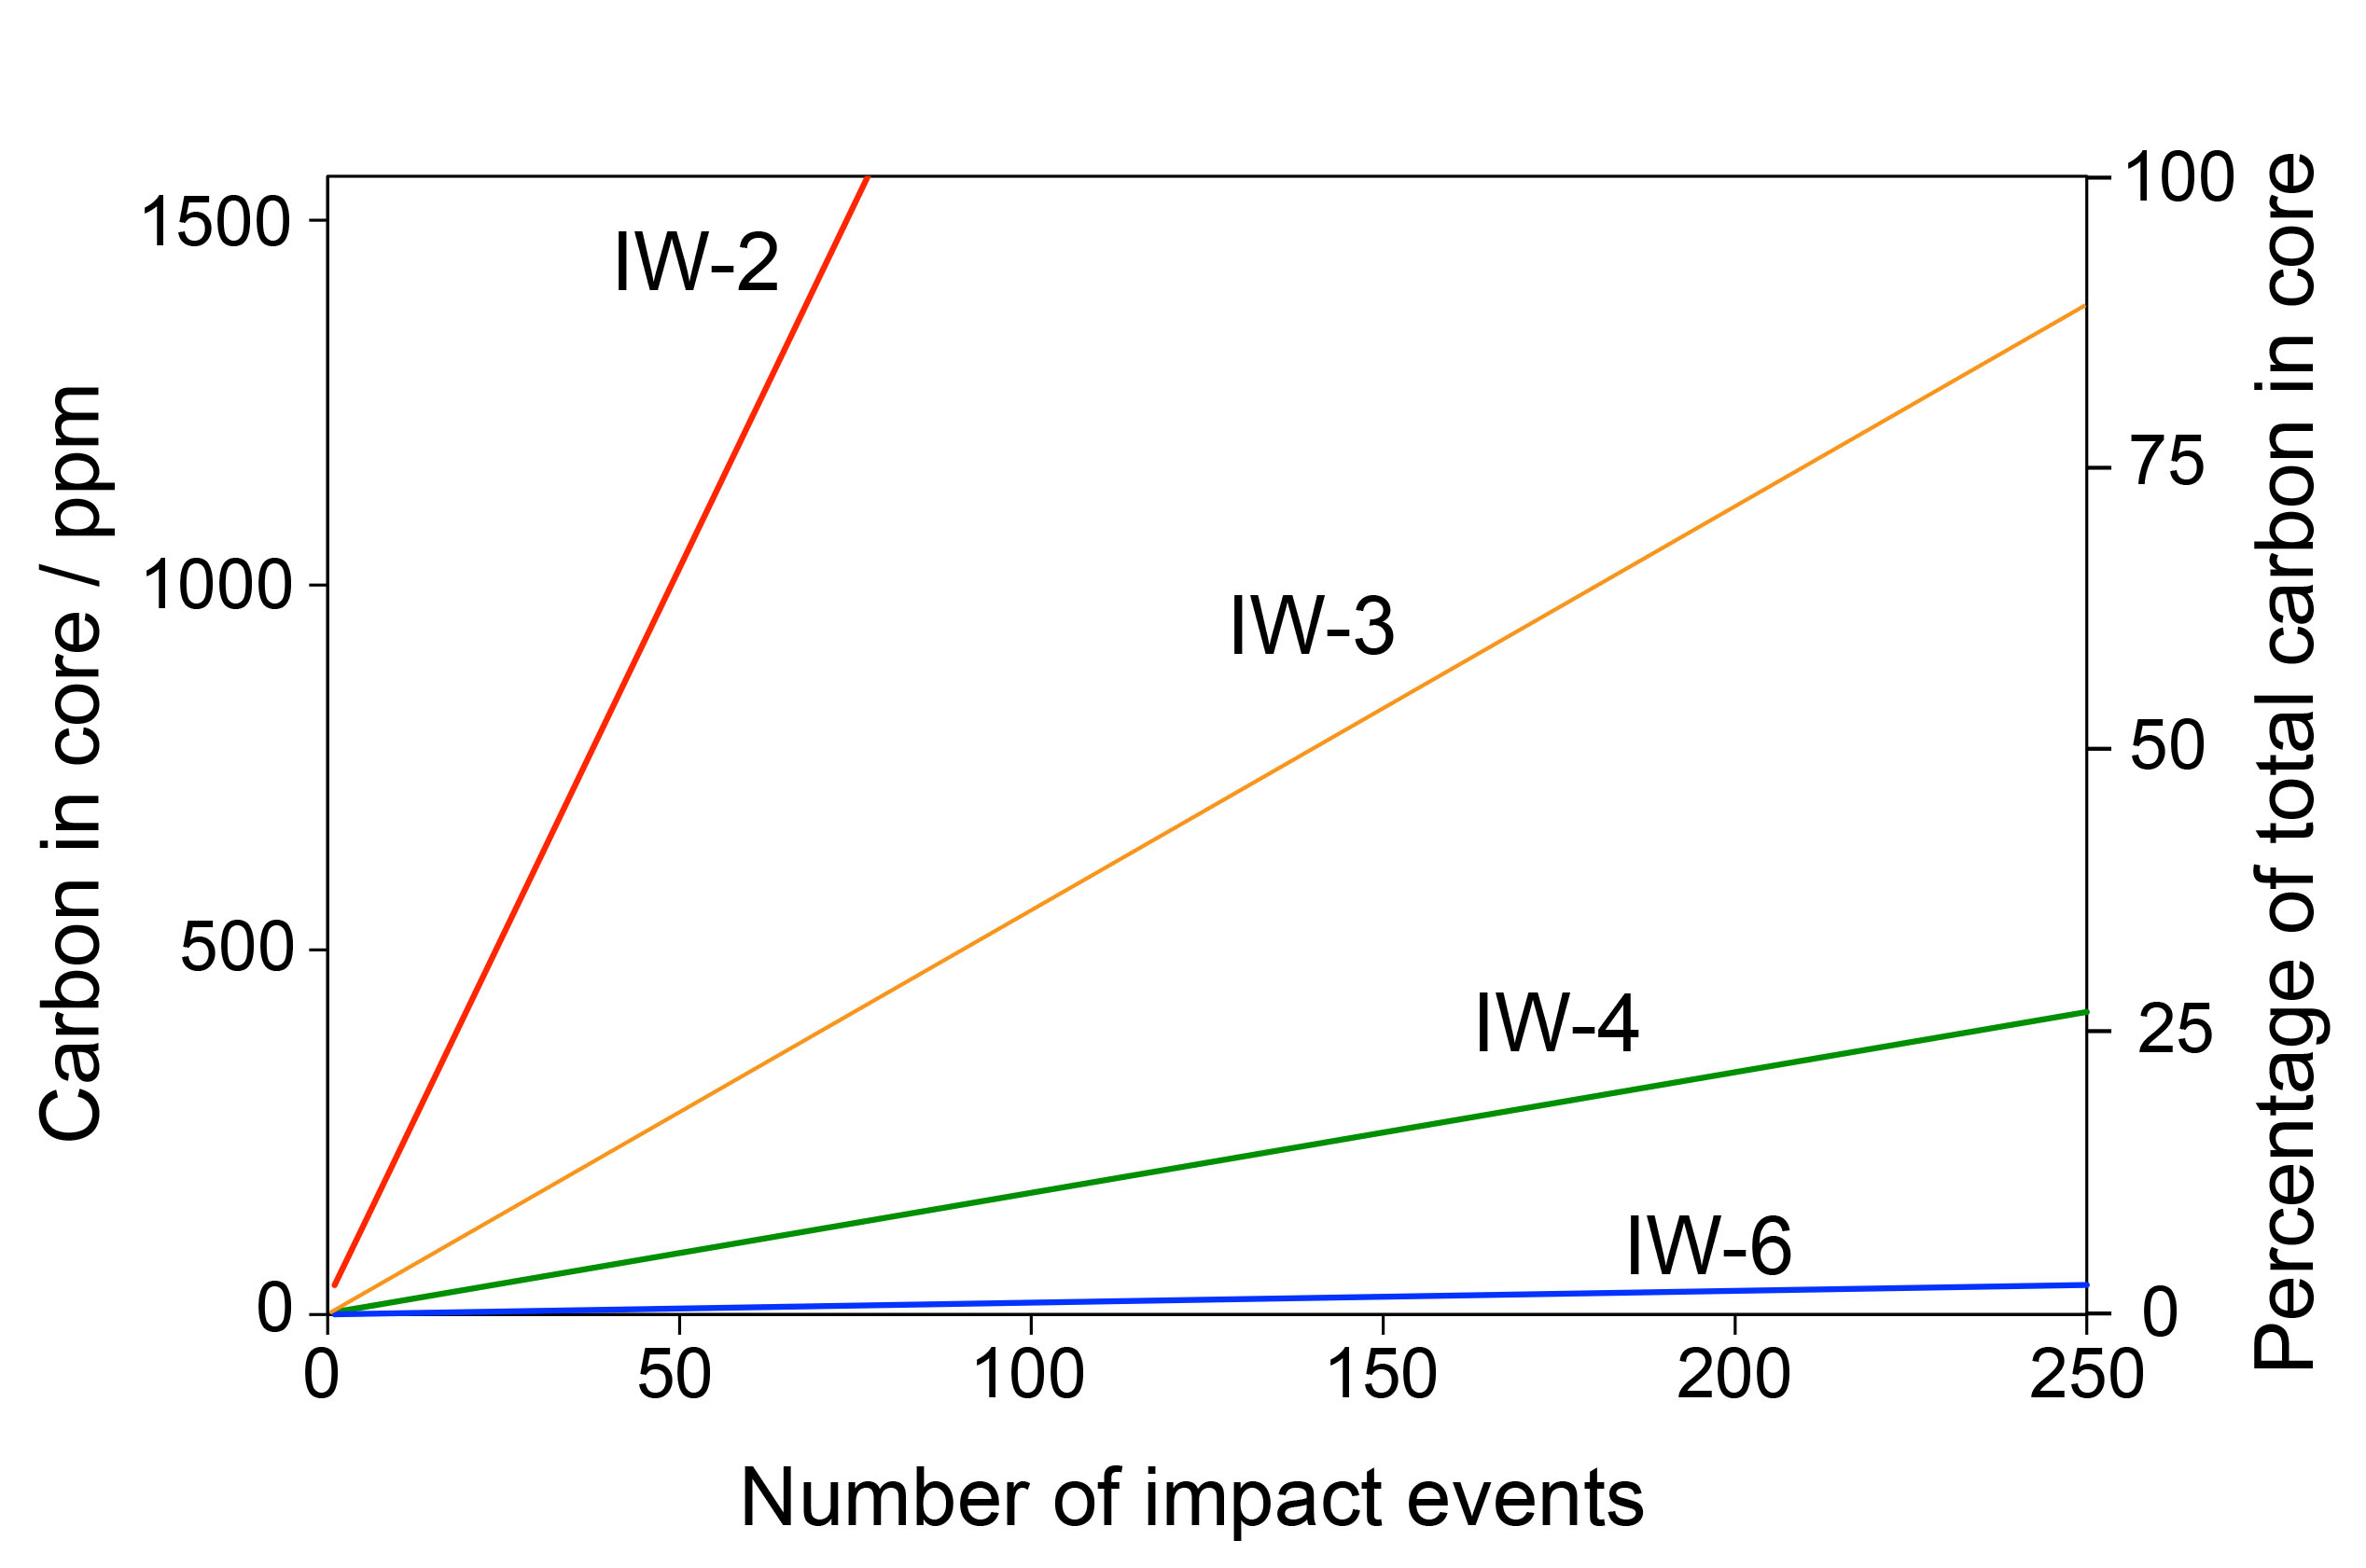 Carbon in core / ppm
1500
1000
500
0
IW-2
IW-3
IW-4
IW-6
100
75
50
25
0
Percentage of total carbon in core
0 50 100 150 200 250
Number of impact events